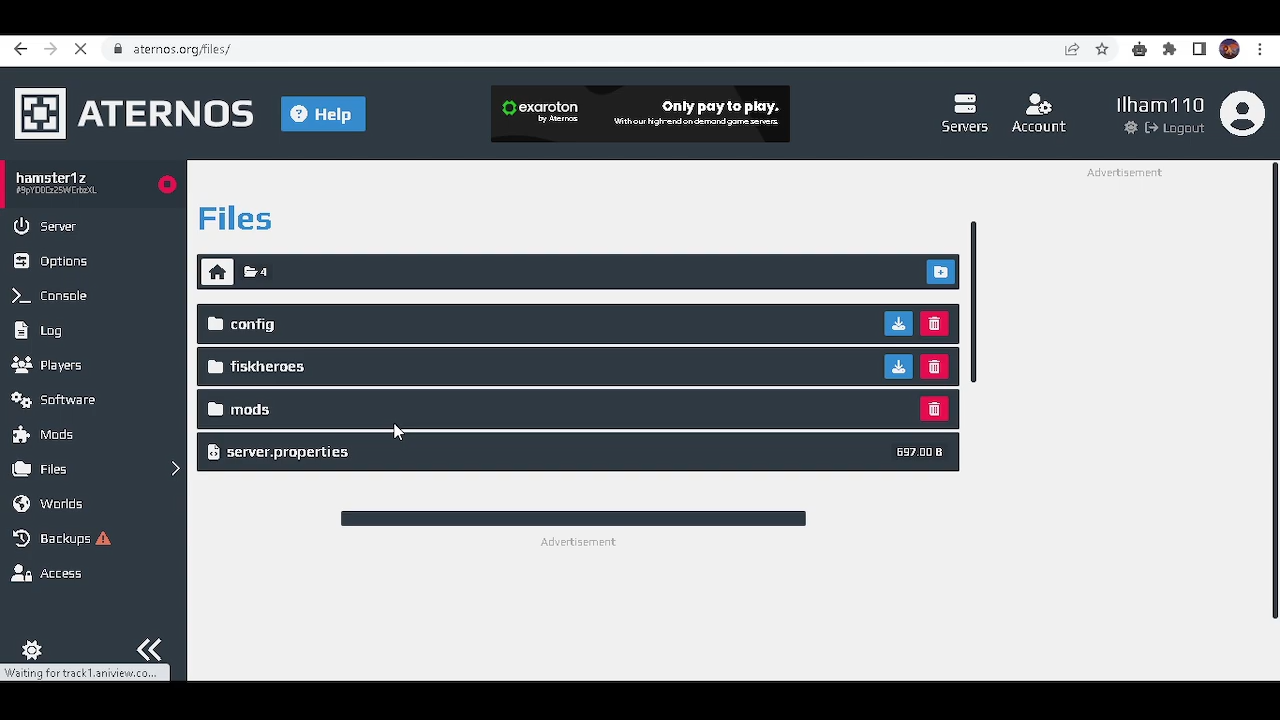 aternos.org/files/
ATERNOS
Help
exaroton
by Aternos
Only pay to play.
With our high-end on demand game servers.
Servers
Account
Ilham110
Logout
hamster1z
Advertisement
Server
Options
Console
Log
Players
Software
Mods
Files
Worlds
Backups
Access
Files
4
config
fiskheroes
mods
server.properties
697.00 B
Advertisement
Waiting for track1.aniview.co...